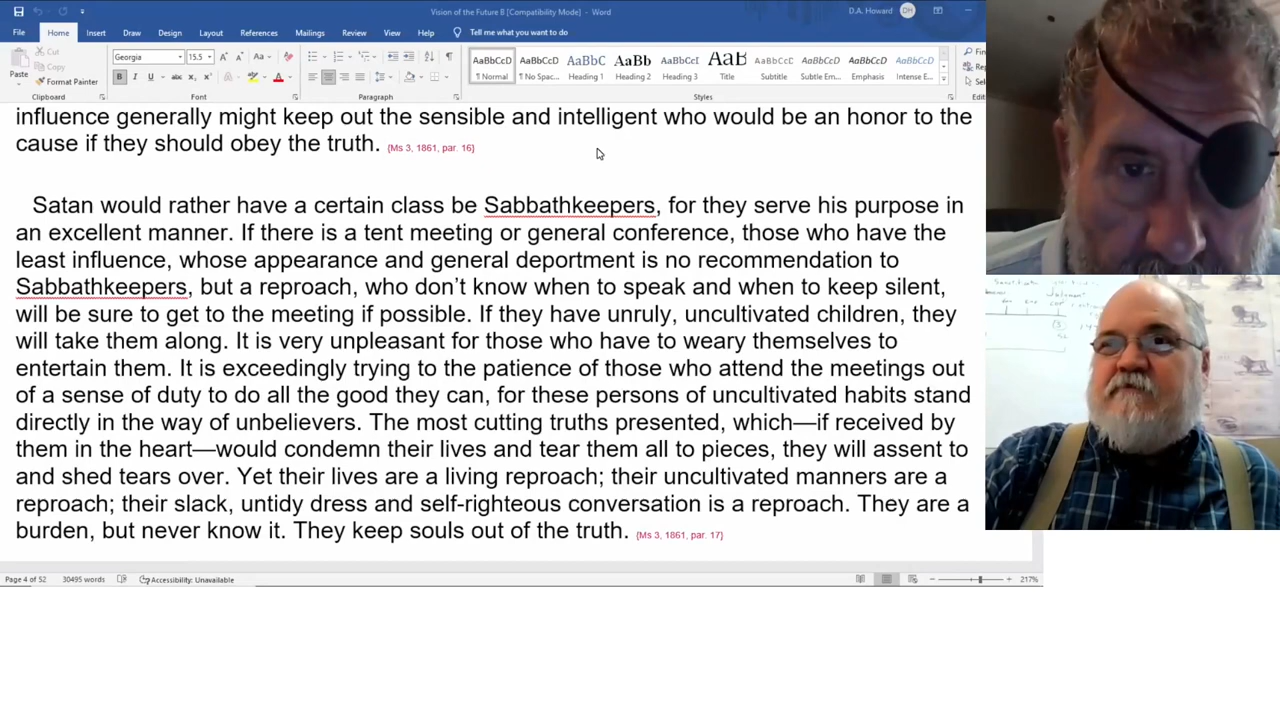 Vision of the Future B [Compatibility Mode] - Word
D.A. Howard DH
File Home Insert Draw Design Layout References Mailings Review View Help Tell me what you want to do
Cut
Copy
Paste
Format Painter
Clipboard
Georgia 15.5
Font
Paragraph
AaBbCcD AaBbCcD AaBbC AaBb AaBbCcI AaB AaBbCcD AaBbCcD AaBbCcD AaBbCcD
¶ Normal ¶ No Spac... Heading 1 Heading 2 Heading 3 Title Subtitle Subtle Em... Emphasis Intense E...
Styles
influence generally might keep out the sensible and intelligent who would be an honor to the
cause if they should obey the truth. {Ms 3, 1861, par. 16}
Satan would rather have a certain class be Sabbathkeepers, for they serve his purpose in
an excellent manner. If there is a tent meeting or general conference, those who have the
least influence, whose appearance and general deportment is no recommendation to
Sabbathkeepers, but a reproach, who don’t know when to speak and when to keep silent,
will be sure to get to the meeting if possible. If they have unruly, uncultivated children, they
will take them along. It is very unpleasant for those who have to weary themselves to
entertain them. It is exceedingly trying to the patience of those who attend the meetings out
of a sense of duty to do all the good they can, for these persons of uncultivated habits stand
directly in the way of unbelievers. The most cutting truths presented, which—if received by
them in the heart—would condemn their lives and tear them all to pieces, they will assent to
and shed tears over. Yet their lives are a living reproach; their uncultivated manners are a
reproach; their slack, untidy dress and self-righteous conversation is a reproach. They are a
burden, but never know it. They keep souls out of the truth. {Ms 3, 1861, par. 17}
Page 4 of 52 30495 words Accessibility: Unavailable 217%